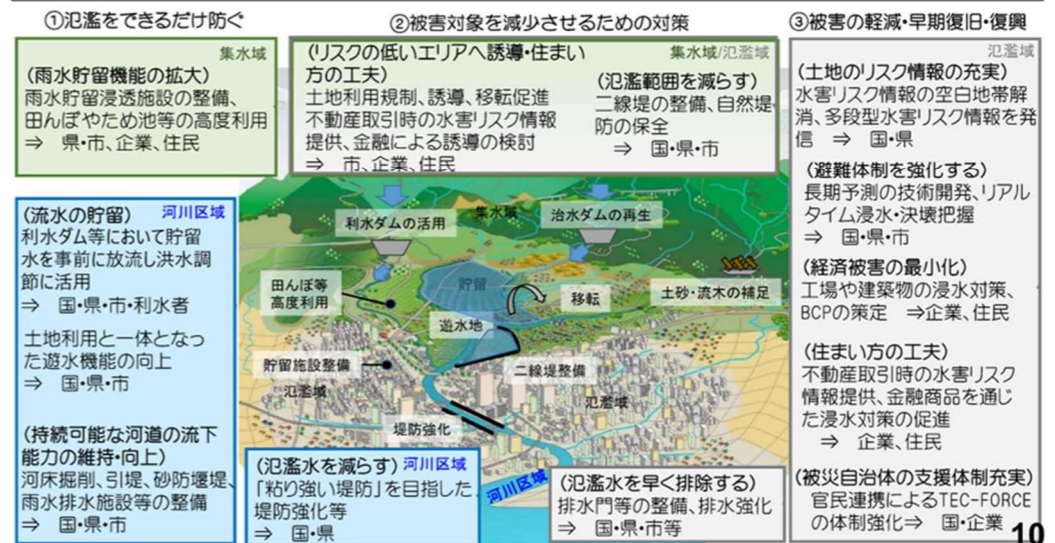 ①氾濫をできるだけ防ぐ
集水域
(雨水貯留機能の拡大)
雨水貯留浸透施設の整備、
田んぼやため池等の高度利用
⇒ 県・市、企業、住民
(流水の貯留) 河川区域
利水ダム等において貯留
水を事前に放流し洪水調
節に活用
⇒ 国・県・市・利水者
土地利用と一体となっ
た遊水機能の向上
⇒ 国・県・市
(持続可能な河道の流下
能力の維持・向上)
河床掘削、引堤、砂防堰堤、
雨水排水施設等の整備
⇒ 国・県・市
(氾濫水を減らす) 河川区域
「粘り強い堤防」を目指した
堤防強化等
⇒ 国・県
②被害対象を減少させるための対策
(リスクの低いエリアへ誘導・住まい
方の工夫)
土地利用規制、誘導、移転促進
不動産取引時の水害リスク情報
提供、金融による誘導の検討
⇒ 市、企業、住民
集水域/氾濫域
(氾濫範囲を減らす)
二線堤の整備、自然堤
防の保全
⇒ 国・県・市
利水ダムの活用
集水域
治水ダムの再生
田んぼ等
高度利用
貯留
移転
土砂・流木の補足
遊水地
貯留施設整備
二線堤整備
氾濫域
氾濫域
堤防強化
河川区域
(氾濫水を早く排除する)
排水門等の整備、排水強化
⇒ 国・県・市等
③被害の軽減・早期復旧・復興
氾濫域
(土地のリスク情報の充実)
水害リスク情報の空白地帯解
消、多段型水害リスク情報を発
信 ⇒ 国・県
(避難体制を強化する)
長期予測の技術開発、リアル
タイム浸水・決壊把握
⇒ 国・県・市
(経済被害の最小化)
工場や建築物の浸水対策、
BCPの策定 ⇒企業、住民
(住まい方の工夫)
不動産取引時の水害リスク
情報提供、金融商品を通じ
た浸水対策の促進
⇒ 企業、住民
(被災自治体の支援体制充実)
官民連携によるTEC-FORCE
の体制強化⇒ 国・企業
10